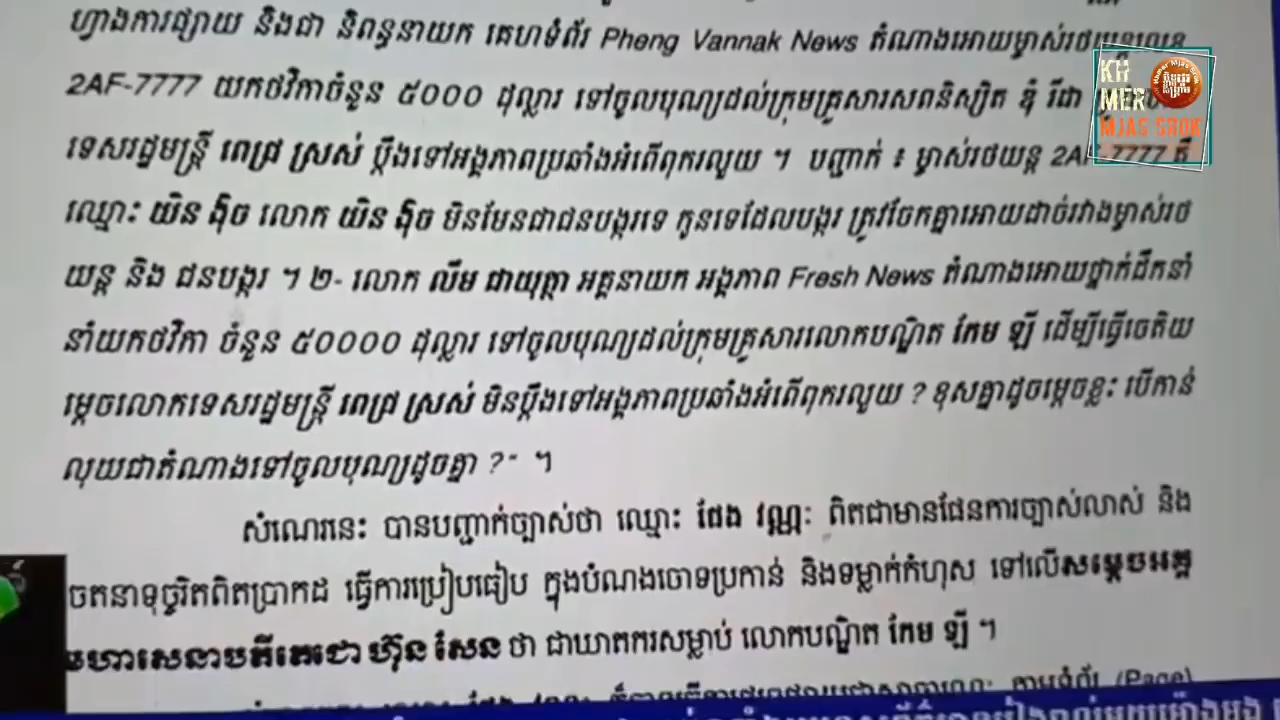 ហ្វាងការផ្សាយ និងជា និពន្ធនាយក គេហទំព័រ Pheng Vannak News តំណាងអោយម្ចាស់រថយន្តលេខ
KH
MER
MJAS SROK
2AF-7777 យកថវិកាចំនួន ៥០០០ ដុល្លារ ទៅចូលបុណ្យដល់ក្រុមគ្រួសារសពនិស្សិត ឌុំ រីដា
ទេសរដ្ឋមន្ត្រី ពេជ្រ ស្រស់ ប្តឹងទៅអង្គភាពប្រឆាំងអំពើពុករលួយ ។ បញ្ជាក់ ៖ ម្ចាស់រថយន្ត 2AF-7777 គឺ
ឈ្មោះ យិន ង៉ិច លោក យិន ង៉ិច មិនមែនជាជនបង្ករទេ កូនទេដែលបង្ករ ត្រូវចែកគ្នាអោយដាច់រវាងម្ចាស់រថ
យន្ត និង ជនបង្ករ ។ ២- លោក លឹម ជាយុត្ថា អគ្គនាយក អង្គភាព Fresh News តំណាងអោយថ្នាក់ដឹកនាំ
នាំយកថវិកា ចំនួន ៥០០០០ ដុល្លារ ទៅចូលបុណ្យដល់ក្រុមគ្រួសារលោកបណ្ឌិត កែម ឡី ដើម្បីធ្វើចេតិយ
ម្តេចលោកទេសរដ្ឋមន្ត្រី ពេជ្រ ស្រស់ មិនប្តឹងទៅអង្គភាពប្រឆាំងអំពើពុករលួយ ? ខុសគ្នាដូចម្តេចខ្លះ បើកាន់
លុយជាតំណាងទៅចូលបុណ្យដូចគ្នា ?" ។
សំណេរនេះ បានបញ្ជាក់ច្បាស់ថា ឈ្មោះ ផែង វណ្ណៈ ពិតជាមានផែនការច្បាស់លាស់ និង
ចតនាទុច្ចរិតពិតប្រាកដ ធ្វើការប្រៀបធៀប ក្នុងបំណងចោទប្រកាន់ និងទម្លាក់កំហុស ទៅលើសម្តេចអគ្គ
មហាសេនាបតីតេជោ ហ៊ុន សែន ថា ជាឃាតករសម្លាប់ លោកបណ្ឌិត កែម ឡី ។
តាមទំព័រ (Page)